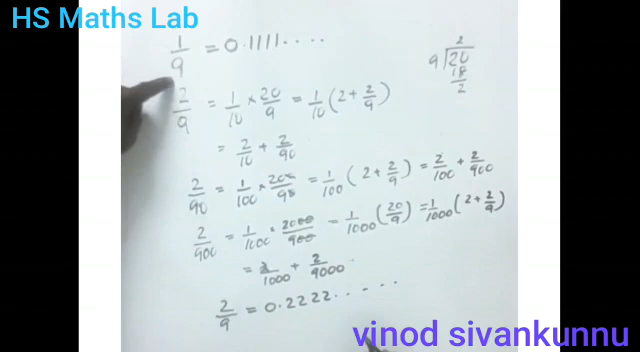 HS Maths Lab
1/9 = 0.1111....
2/9 = 1/10 × 20/9 = 1/10 (2 + 2/9)
= 2/10 + 2/90
9)20
2
18
2
2/90 = 1/100 × 200/90 = 1/100 (2 + 2/9) = 2/100 + 2/900
2/900 = 1/1000 × 2000/900 = 1/1000 (20/9) = 1/1000 (2 + 2/9)
= 2/1000 + 2/9000
2/9 = 0.2222.......
vinod sivankunnu